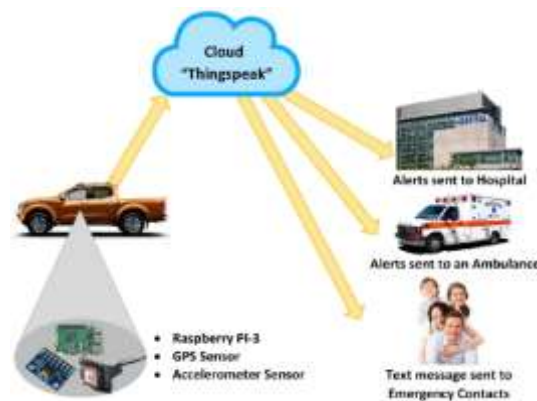 Cloud
"Thingspeak"
Alerts sent to Hospital
Alerts sent to an Ambulance
• Raspberry PI-3
• GPS Sensor
• Accelerometer Sensor
Text message sent to
Emergency Contacts